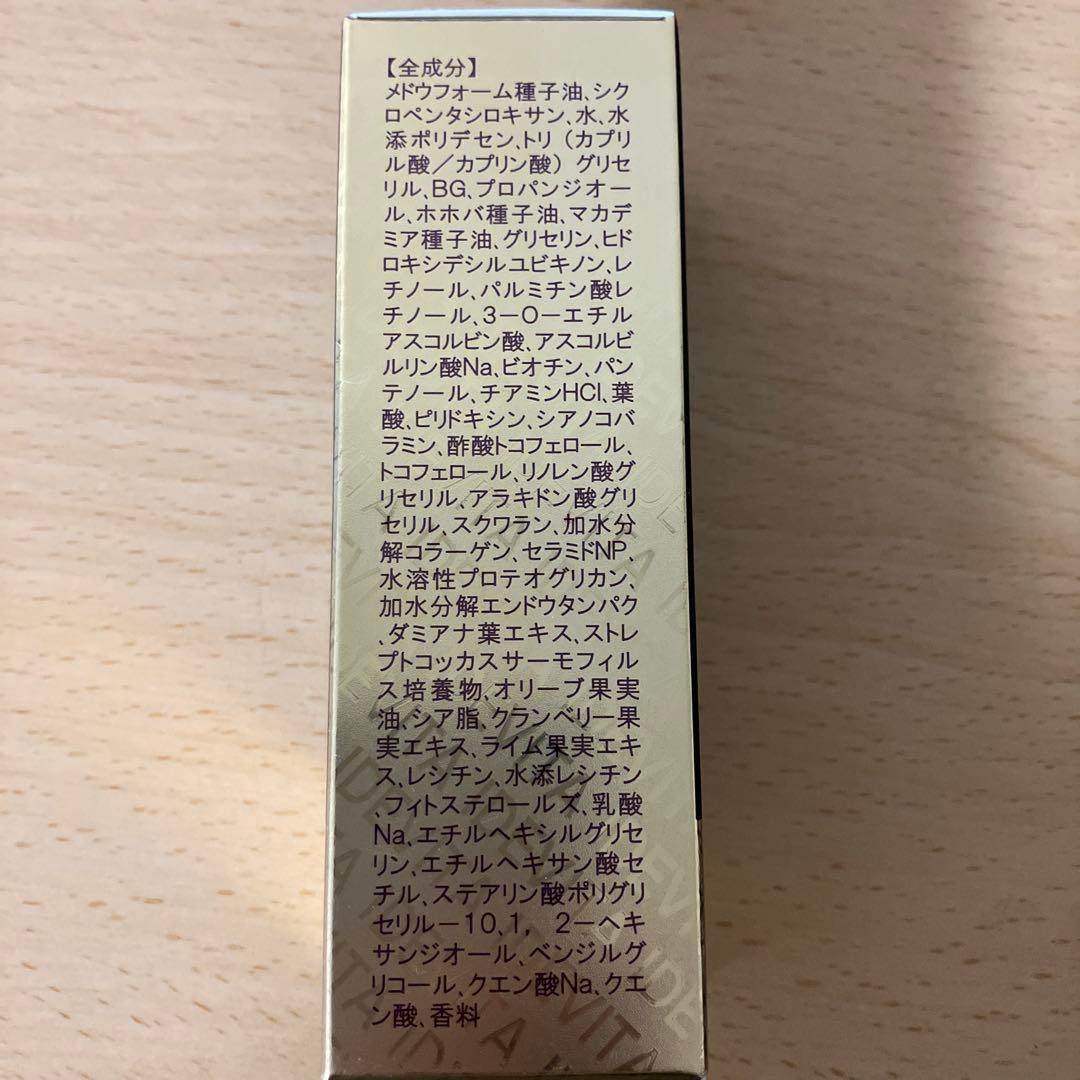 【全成分】
メドウフォーム種子油、シク
ロペンタシロキサン、水、水
添ポリデセン、トリ（カプリ
ル酸／カプリン酸）グリセ
リル、BG、プロパンジオー
ル、ホホバ種子油、マカデ
ミア種子油、グリセリン、ヒド
ロキシデシルユビキノン、レ
チノール、パルミチン酸レ
チノール、3－O－エチル
アスコルビン酸、アスコルビ
ルリン酸Na、ビオチン、パン
テノール、チアミンHCl、葉
酸、ピリドキシン、シアノコバ
ラミン、酢酸トコフェロール、
トコフェロール、リノレン酸グ
リセリル、アラキドン酸グリ
セリル、スクワラン、加水分
解コラーゲン、セラミドNP、
水溶性プロテオグリカン、
加水分解エンドウタンパク
、ダミアナ葉エキス、ストレ
プトコッカスサーモフィル
ス培養物、オリーブ果実
油、シア脂、クランベリー果
実エキス、ライム果実エキ
ス、レシチン、水添レシチン
、フィトステロールズ、乳酸
Na、エチルヘキシルグリセ
リン、エチルヘキサン酸セ
チル、ステアリン酸ポリグリ
セリル－10、1，2－ヘキ
サンジオール、ベンジルグ
リコール、クエン酸Na、クエ
ン酸、香料